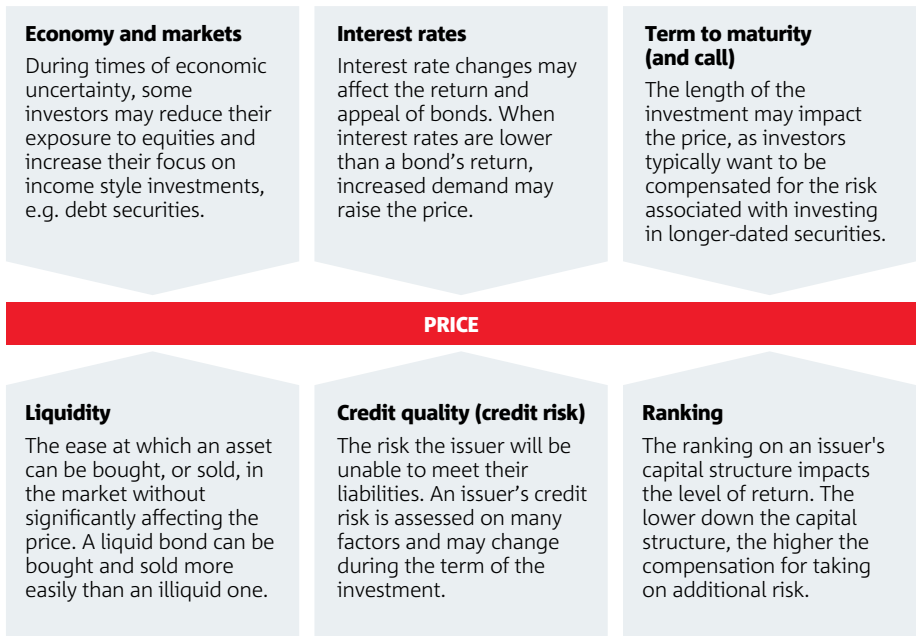 Economy and markets
During times of economic
uncertainty, some
investors may reduce their
exposure to equities and
increase their focus on
income style investments,
e.g. debt securities.
Interest rates
Interest rate changes may
affect the return and
appeal of bonds. When
interest rates are lower
than a bond’s return,
increased demand may
raise the price.
Term to maturity
(and call)
The length of the
investment may impact
the price, as investors
typically want to be
compensated for the risk
associated with investing
in longer-dated securities.
PRICE
Liquidity
The ease at which an asset
can be bought, or sold, in
the market without
significantly affecting the
price. A liquid bond can be
bought and sold more
easily than an illiquid one.
Credit quality (credit risk)
The risk the issuer will be
unable to meet their
liabilities. An issuer’s credit
risk is assessed on many
factors and may change
during the term of the
investment.
Ranking
The ranking on an issuer's
capital structure impacts
the level of return. The
lower down the capital
structure, the higher the
compensation for taking
on additional risk.